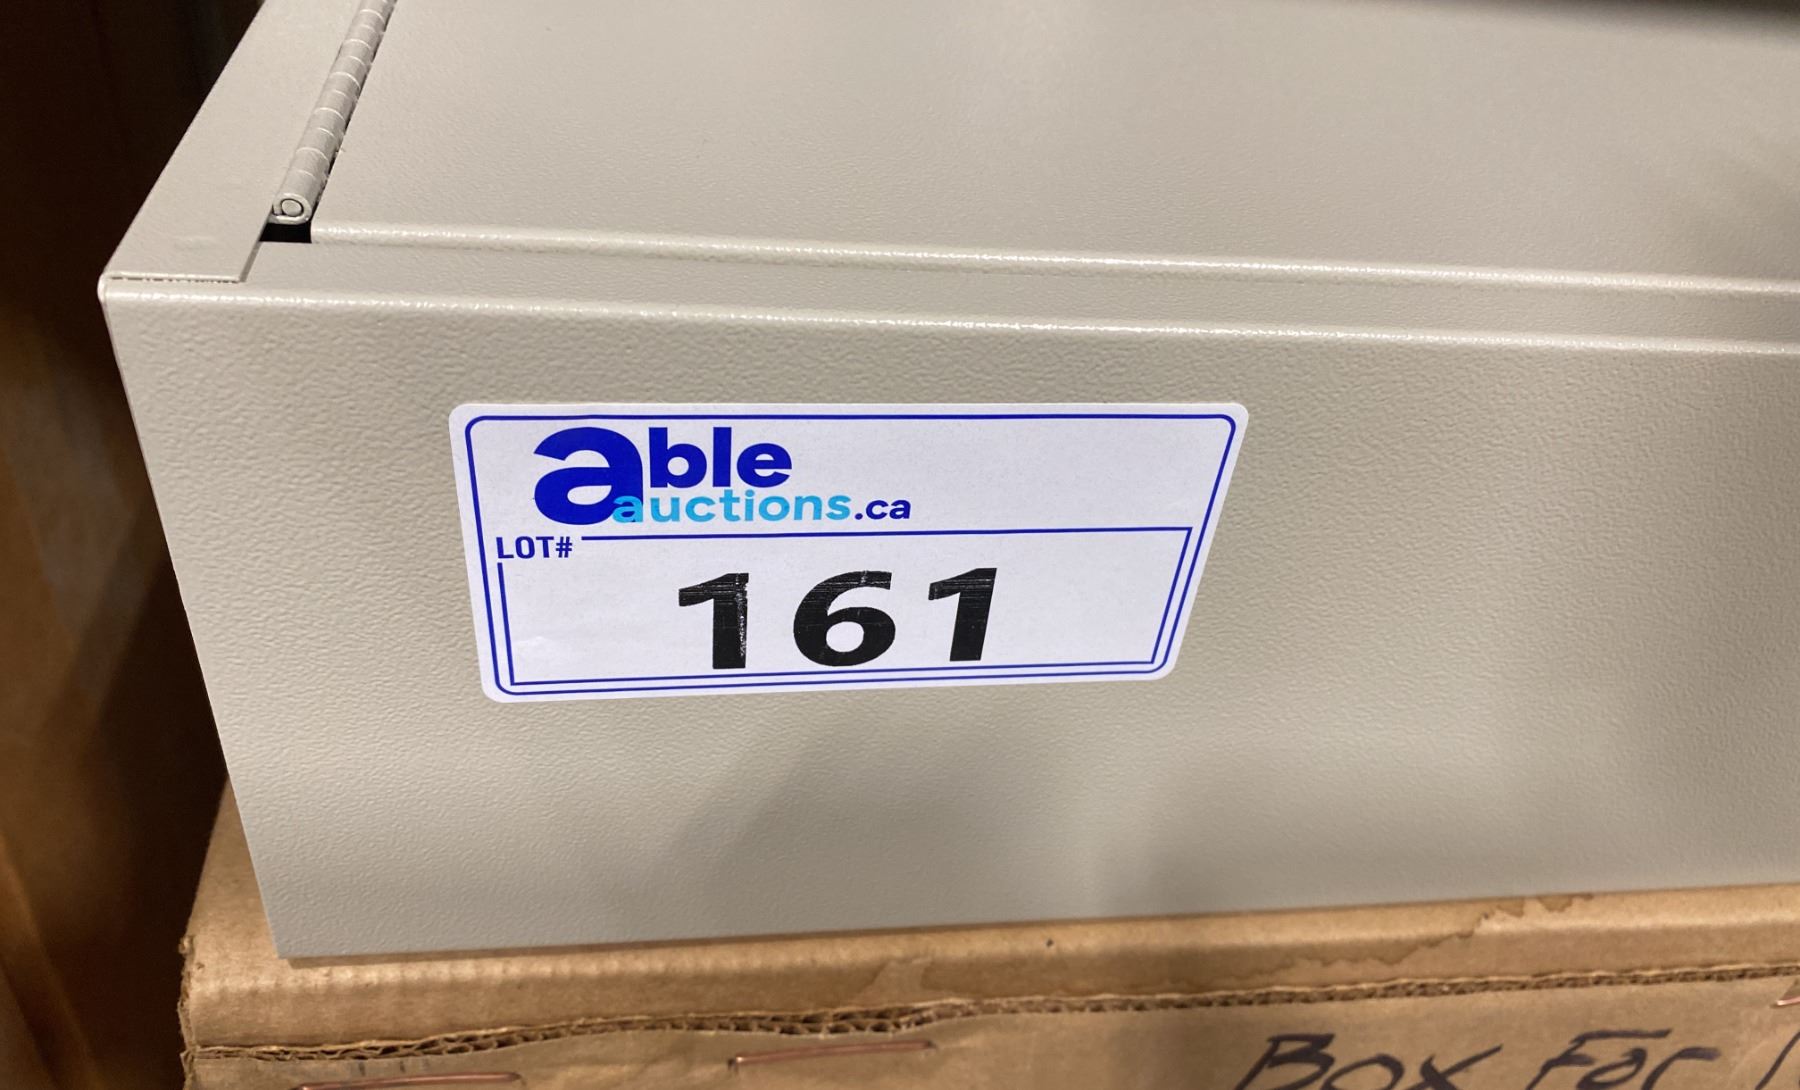 able
auctions.ca
LOT#
161
Box For